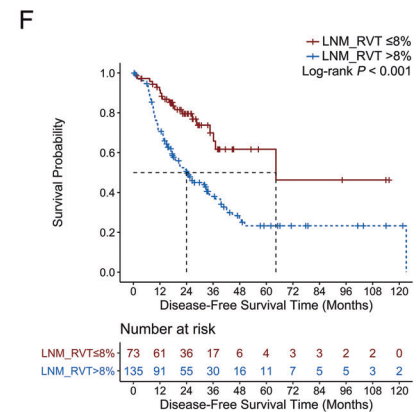 F
LNM_RVT ≤8%
LNM_RVT >8%
Log-rank P < 0.001
Survival Probability
1.0
0.8
0.6
0.4
0.2
0.0
0 12 24 36 48 60 72 84 96 108 120
Disease-Free Survival Time (Months)
Number at risk
LNM_RVT≤8% 73 61 36 17 6 4 3 3 2 2 0
LNM_RVT>8% 135 91 55 30 16 11 7 5 5 3 2
0 12 24 36 48 60 72 84 96 108 120
Disease-Free Survival Time (Months)